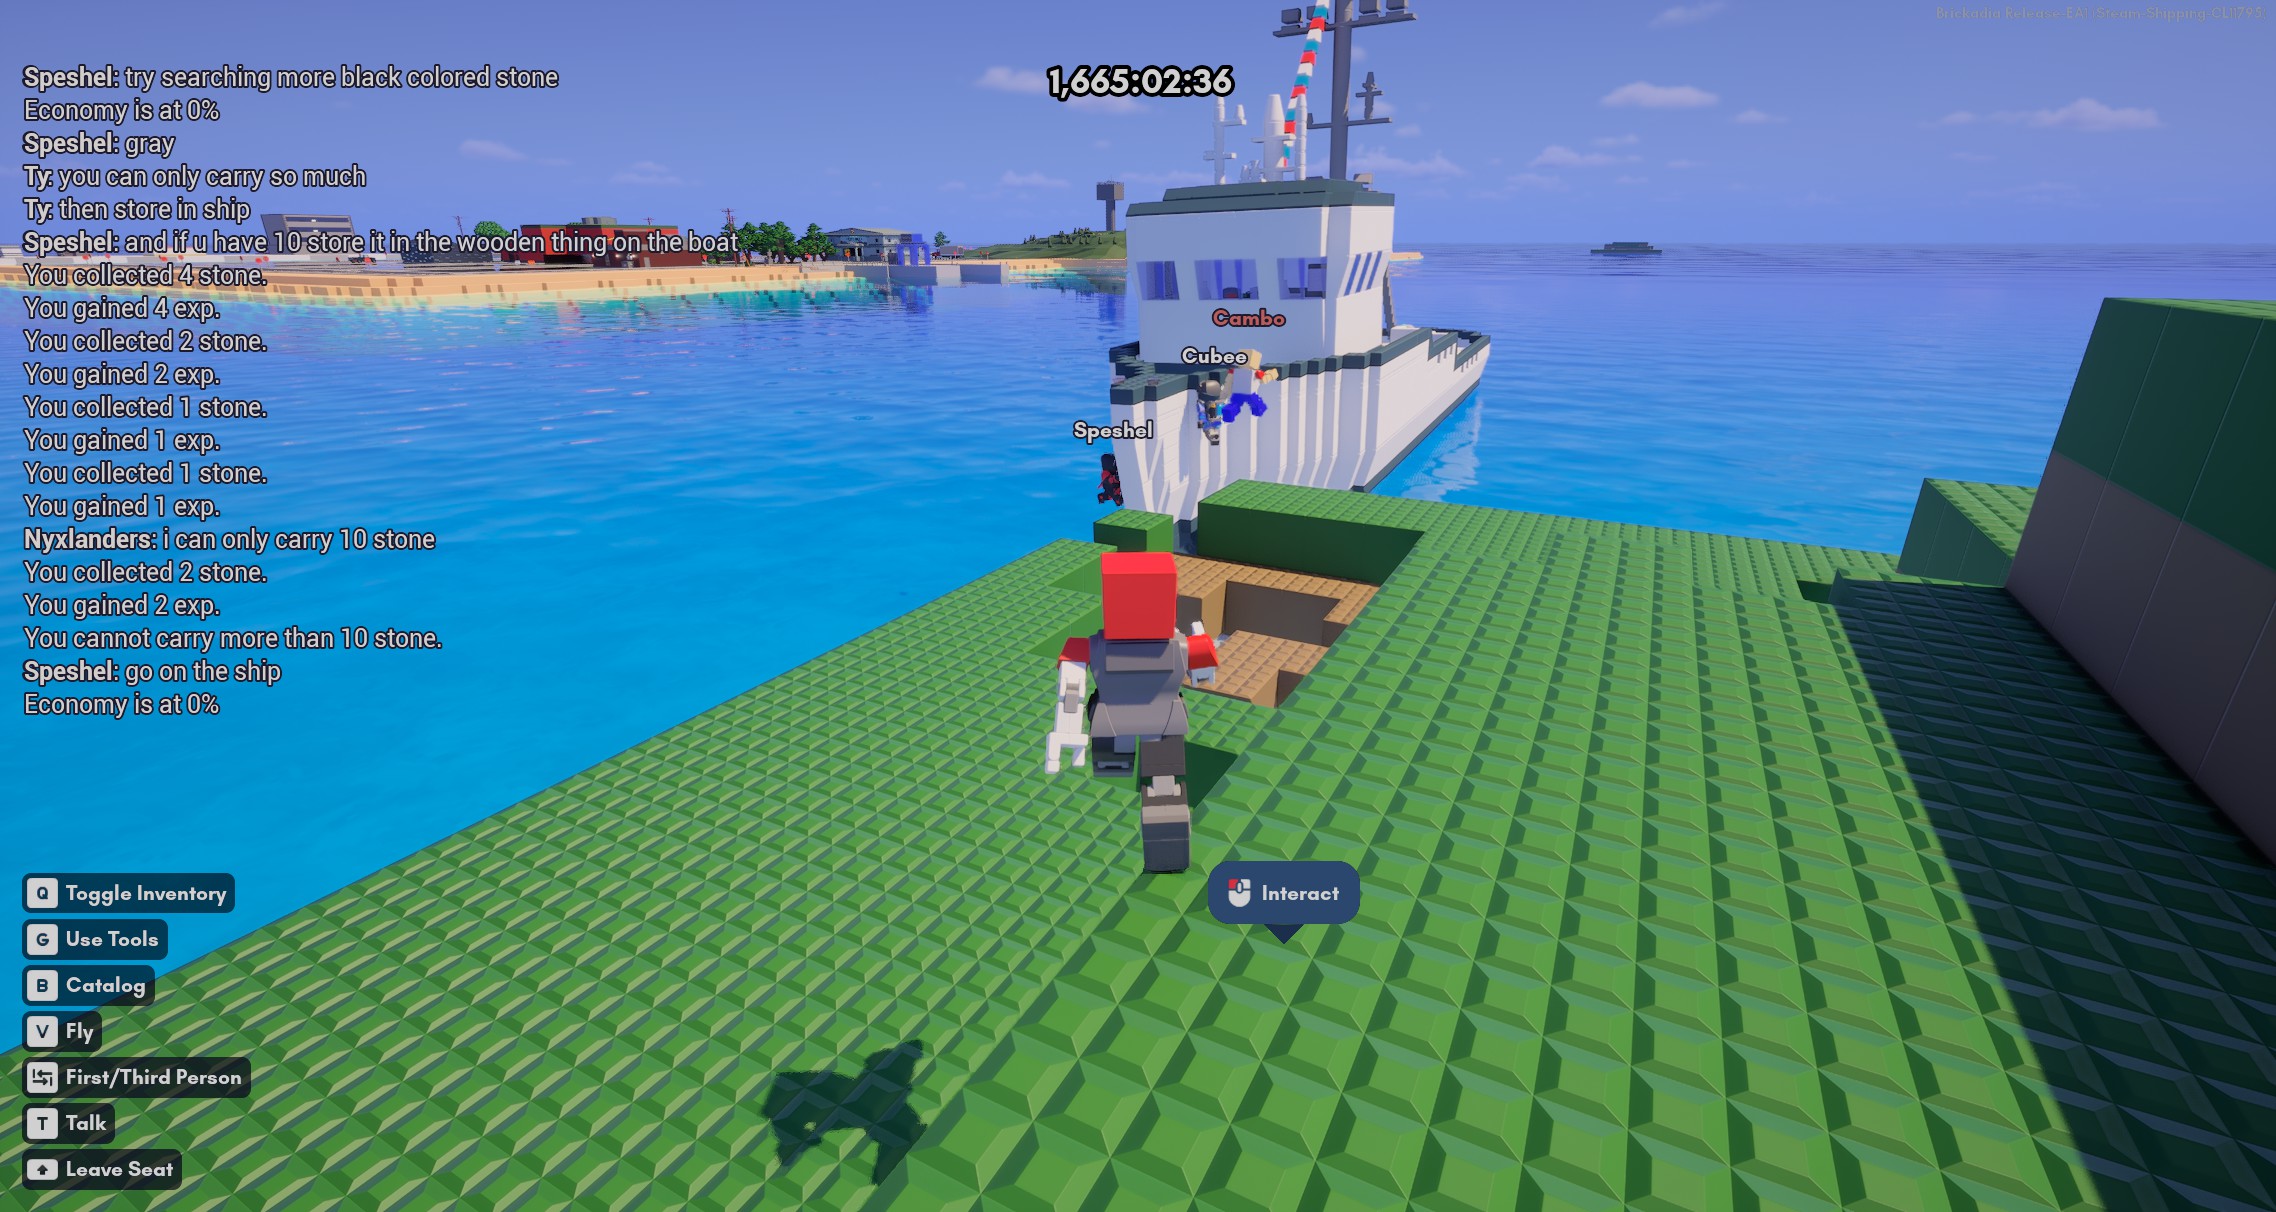 Brickadia Release-EA1-Steam-Shipping-CL11795
1,665:02:36
Speshel: try searching more black colored stone
Economy is at 0%
Speshel: gray
Ty: you can only carry so much
Ty: then store in ship
Speshel: and if u have 10 store it in the wooden thing on the boat
You collected 4 stone.
You gained 4 exp.
You collected 2 stone.
You gained 2 exp.
You collected 1 stone.
You gained 1 exp.
You collected 1 stone.
You gained 1 exp.
Nyxlanders: i can only carry 10 stone
You collected 2 stone.
You gained 2 exp.
You cannot carry more than 10 stone.
Speshel: go on the ship
Economy is at 0%
Cambo
Cubee
Speshel
Interact
Q Toggle Inventory
G Use Tools
B Catalog
V Fly
First/Third Person
T Talk
Leave Seat